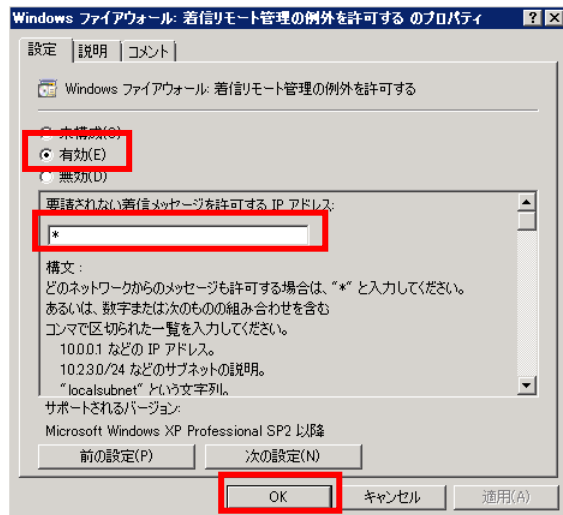 Windows ファイアウォール: 着信リモート管理の例外を許可する のプロパティ
設定 説明 コメント
Windows ファイアウォール: 着信リモート管理の例外を許可する
未構成(C)
有効(E)
無効(D)
要請されない着信メッセージを許可する IP アドレス:
*
構文:
どのネットワークからのメッセージも許可する場合は、"*" と入力してください。
あるいは、数字または次のものの組み合わせを含む
コンマで区切られた一覧を入力してください。
10.0.0.1 などの IP アドレス。
10.2.3.0/24 などのサブネットの説明。
"localsubnet" という文字列。
サポートされるバージョン:
Microsoft Windows XP Professional SP2 以降
前の設定(P) 次の設定(N)
OK キャンセル 適用(A)